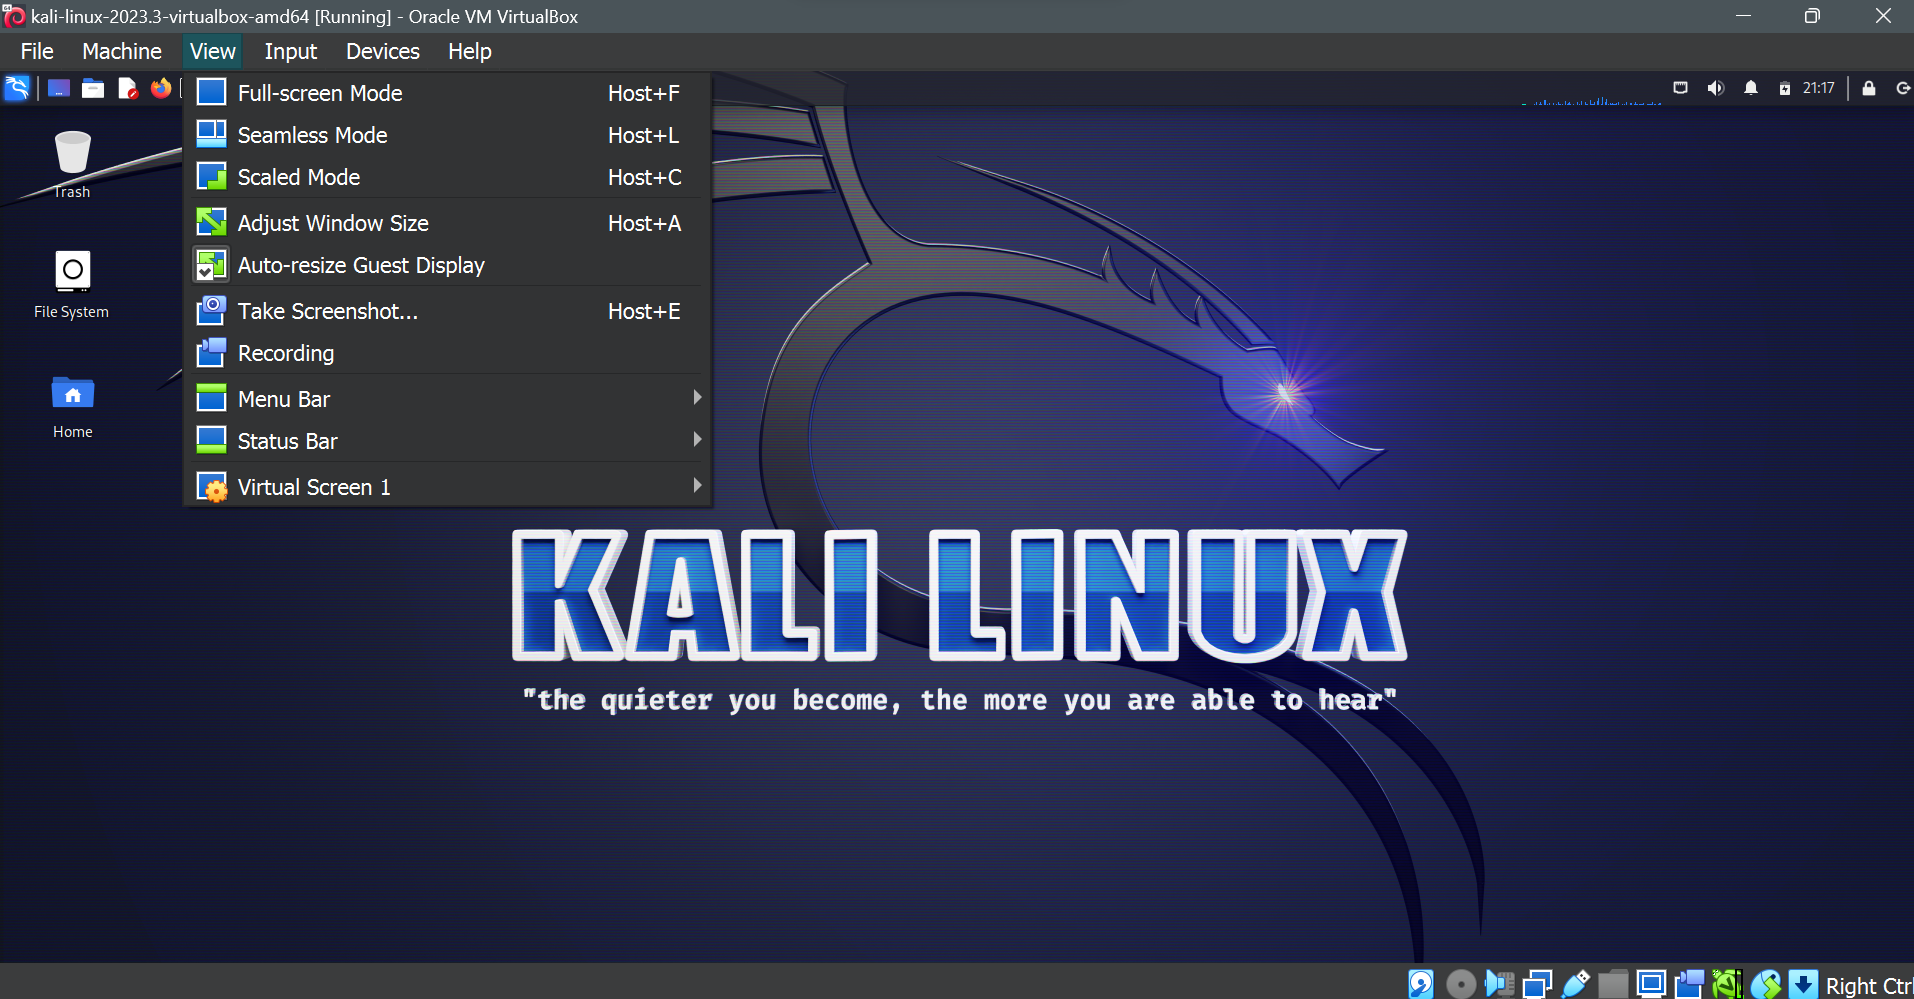 kali-linux-2023.3-virtualbox-amd64 [Running] - Oracle VM VirtualBox
File Machine View Input Devices Help
21:17
Full-screen Mode Host+F
Seamless Mode Host+L
Scaled Mode Host+C
Adjust Window Size Host+A
Auto-resize Guest Display
Take Screenshot... Host+E
Recording
Menu Bar
Status Bar
Virtual Screen 1
Trash
File System
Home
KALI LINUX
"the quieter you become, the more you are able to hear"
Right Ctrl